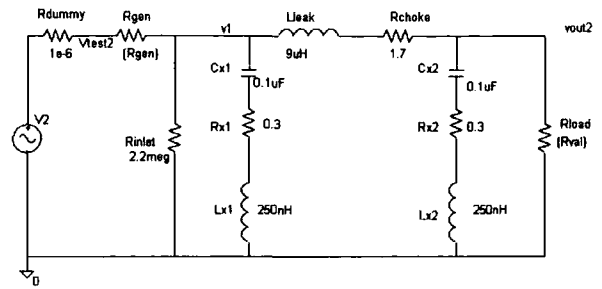 Rdummy
Rgen
v1
Lleak
Rchoke
vout2
1e-6
Vtest2
{Rgen}
9uH
1.7
Cx1
0.1uF
Cx2
0.1uF
V2
Rx1
0.3
Rx2
0.3
Rload
{Rval}
Rinlet
2.2meg
Lx1
250nH
Lx2
250nH
0